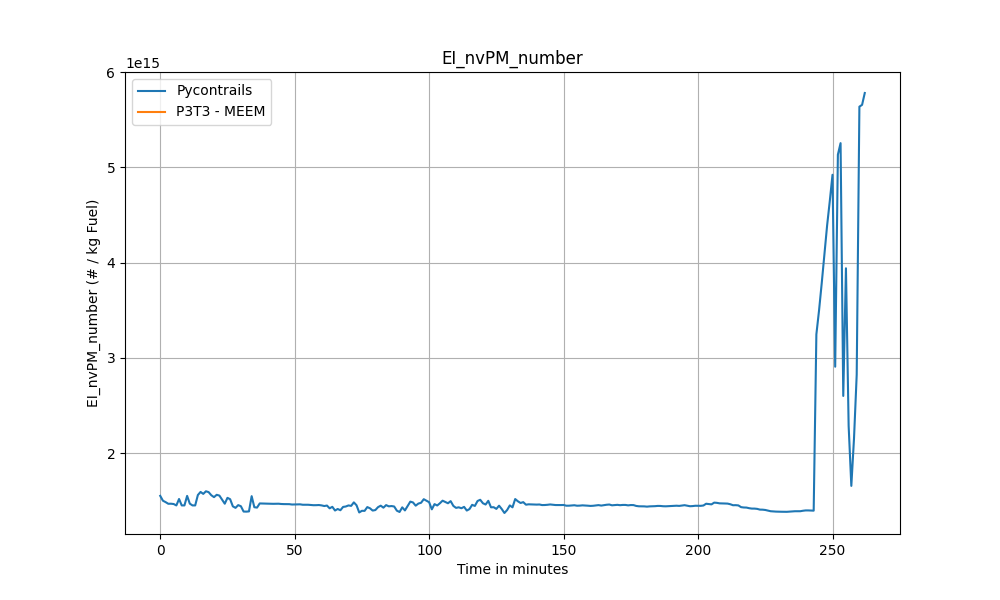 EI_nvPM_number
1e15
Pycontrails
P3T3 - MEEM
6
5
4
3
2
EI_nvPM_number (# / kg Fuel)
0 50 100 150 200 250
Time in minutes